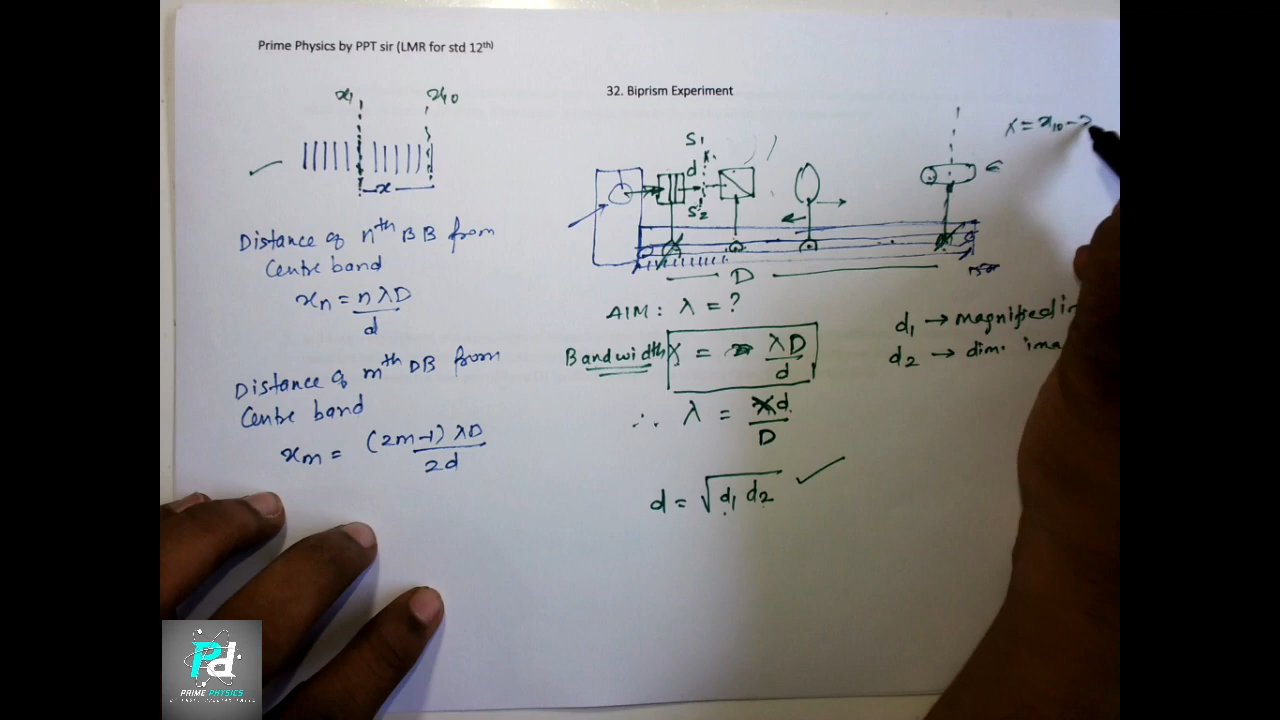 Prime Physics by PPT sir (LMR for std 12th)
32. Biprism Experiment
x1 x10
x
Distance of nth BB from
Centre band
xn = nλD/d
Distance of mth DB from
Centre band
xm = (2m-1) λD/2d
S1
d
S2
D
X = x10 -
AIM: λ = ?
Bandwidth X = λD/d
∴ λ = Xd/D
d = √d1 d2
d1 → magnified
d2 → dim. ima
Pd
PRIME PHYSICS